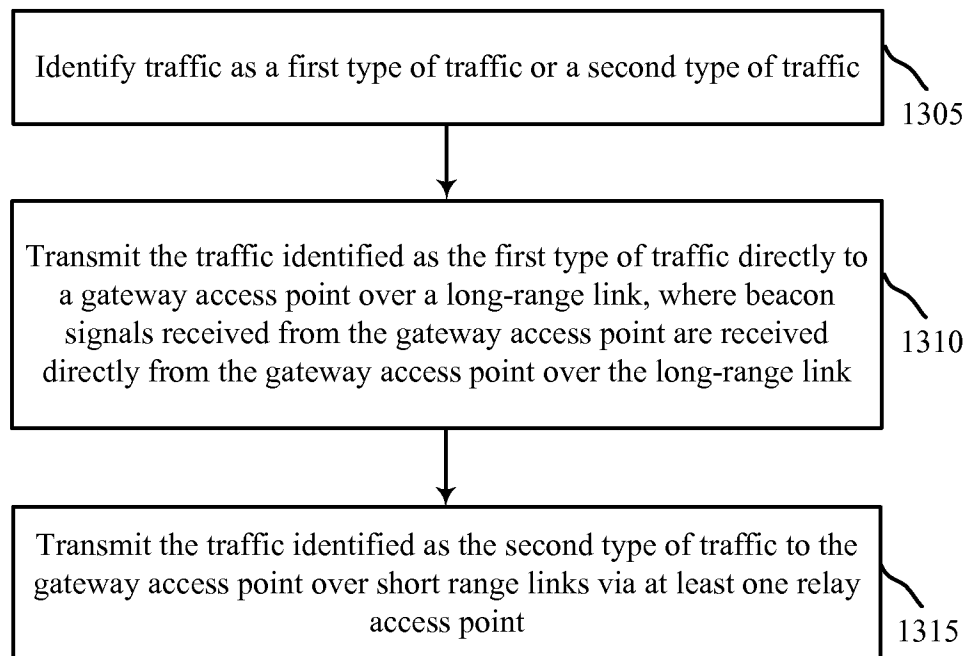 Identify traffic as a first type of traffic or a second type of traffic
1305
Transmit the traffic identified as the first type of traffic directly to
a gateway access point over a long-range link, where beacon
signals received from the gateway access point are received
directly from the gateway access point over the long-range link
1310
Transmit the traffic identified as the second type of traffic to the
gateway access point over short range links via at least one relay
access point
1315